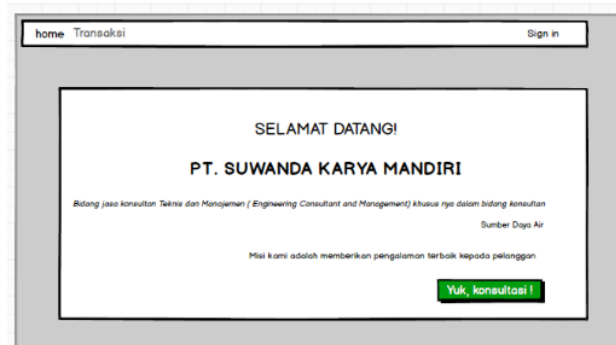 home Transaksi Sign in
SELAMAT DATANG!
PT. SUWANDA KARYA MANDIRI
Bidang jasa konsultan Teknis dan Manajemen ( Engineering Consultant and Management) khusus nya dalam bidang konsultan
Sumber Daya Air
Misi kami adalah memberikan pengalaman terbaik kepada pelanggan
Yuk, konsultasi !